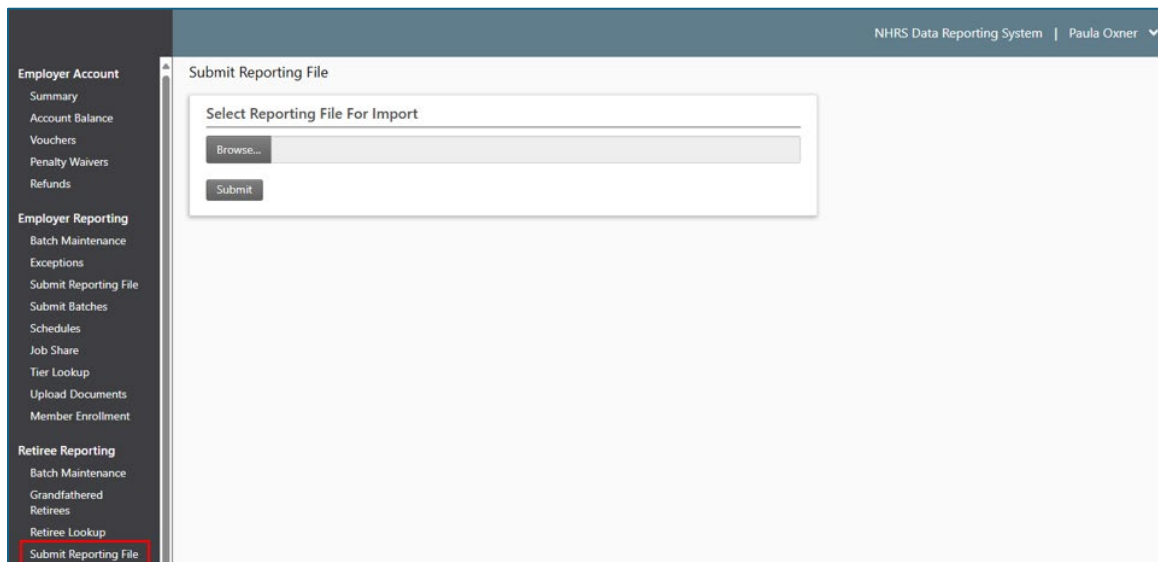 NHRS Data Reporting System | Paula Oxner
Employer Account
Summary
Account Balance
Vouchers
Penalty Waivers
Refunds
Employer Reporting
Batch Maintenance
Exceptions
Submit Reporting File
Submit Batches
Schedules
Job Share
Tier Lookup
Upload Documents
Member Enrollment
Retiree Reporting
Batch Maintenance
Grandfathered
Retirees
Retiree Lookup
Submit Reporting File
Submit Reporting File
Select Reporting File For Import
Browse...
Submit